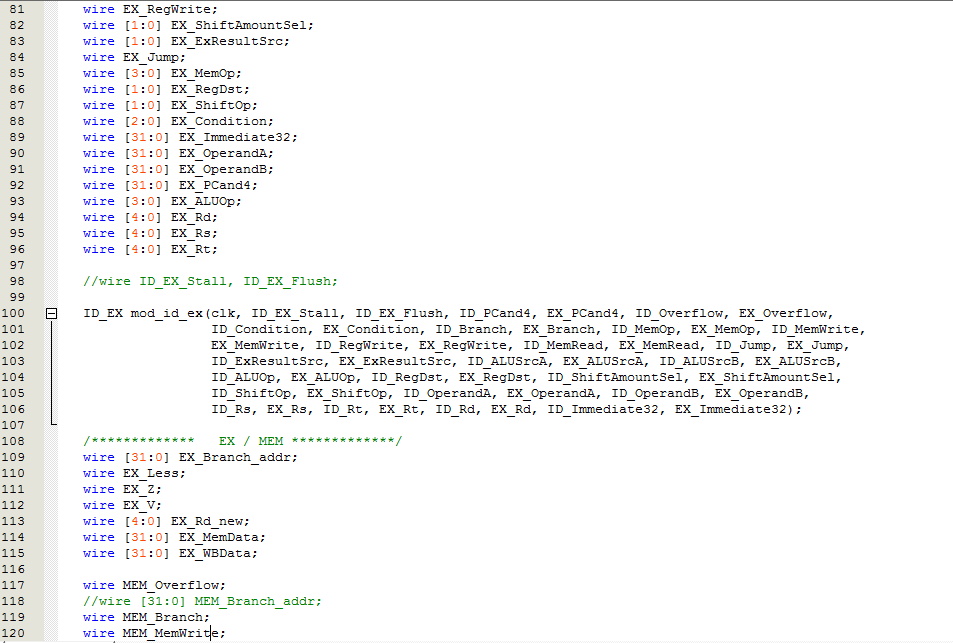 81 wire EX_RegWrite;
82 wire [1:0] EX_ShiftAmountSel;
83 wire [1:0] EX_ExResultSrc;
84 wire EX_Jump;
85 wire [3:0] EX_MemOp;
86 wire [1:0] EX_RegDst;
87 wire [1:0] EX_ShiftOp;
88 wire [2:0] EX_Condition;
89 wire [31:0] EX_Immediate32;
90 wire [31:0] EX_OperandA;
91 wire [31:0] EX_OperandB;
92 wire [31:0] EX_PCand4;
93 wire [3:0] EX_ALUOp;
94 wire [4:0] EX_Rd;
95 wire [4:0] EX_Rs;
96 wire [4:0] EX_Rt;
97
98 //wire ID_EX_Stall, ID_EX_Flush;
99
100 ID_EX mod_id_ex(clk, ID_EX_Stall, ID_EX_Flush, ID_PCand4, EX_PCand4, ID_Overflow, EX_Overflow,
101 ID_Condition, EX_Condition, ID_Branch, EX_Branch, ID_MemOp, EX_MemOp, ID_MemWrite,
102 EX_MemWrite, ID_RegWrite, EX_RegWrite, ID_MemRead, EX_MemRead, ID_Jump, EX_Jump,
103 ID_ExResultSrc, EX_ExResultSrc, ID_ALUSrcA, EX_ALUSrcA, ID_ALUSrcB, EX_ALUSrcB,
104 ID_ALUOp, EX_ALUOp, ID_RegDst, EX_RegDst, ID_ShiftAmountSel, EX_ShiftAmountSel,
105 ID_ShiftOp, EX_ShiftOp, ID_OperandA, EX_OperandA, ID_OperandB, EX_OperandB,
106 ID_Rs, EX_Rs, ID_Rt, EX_Rt, ID_Rd, EX_Rd, ID_Immediate32, EX_Immediate32);
107
108 /************* EX / MEM *************/
109 wire [31:0] EX_Branch_addr;
110 wire EX_Less;
111 wire EX_Z;
112 wire EX_V;
113 wire [4:0] EX_Rd_new;
114 wire [31:0] EX_MemData;
115 wire [31:0] EX_WBData;
116
117 wire MEM_Overflow;
118 //wire [31:0] MEM_Branch_addr;
119 wire MEM_Branch;
120 wire MEM_MemWrite;